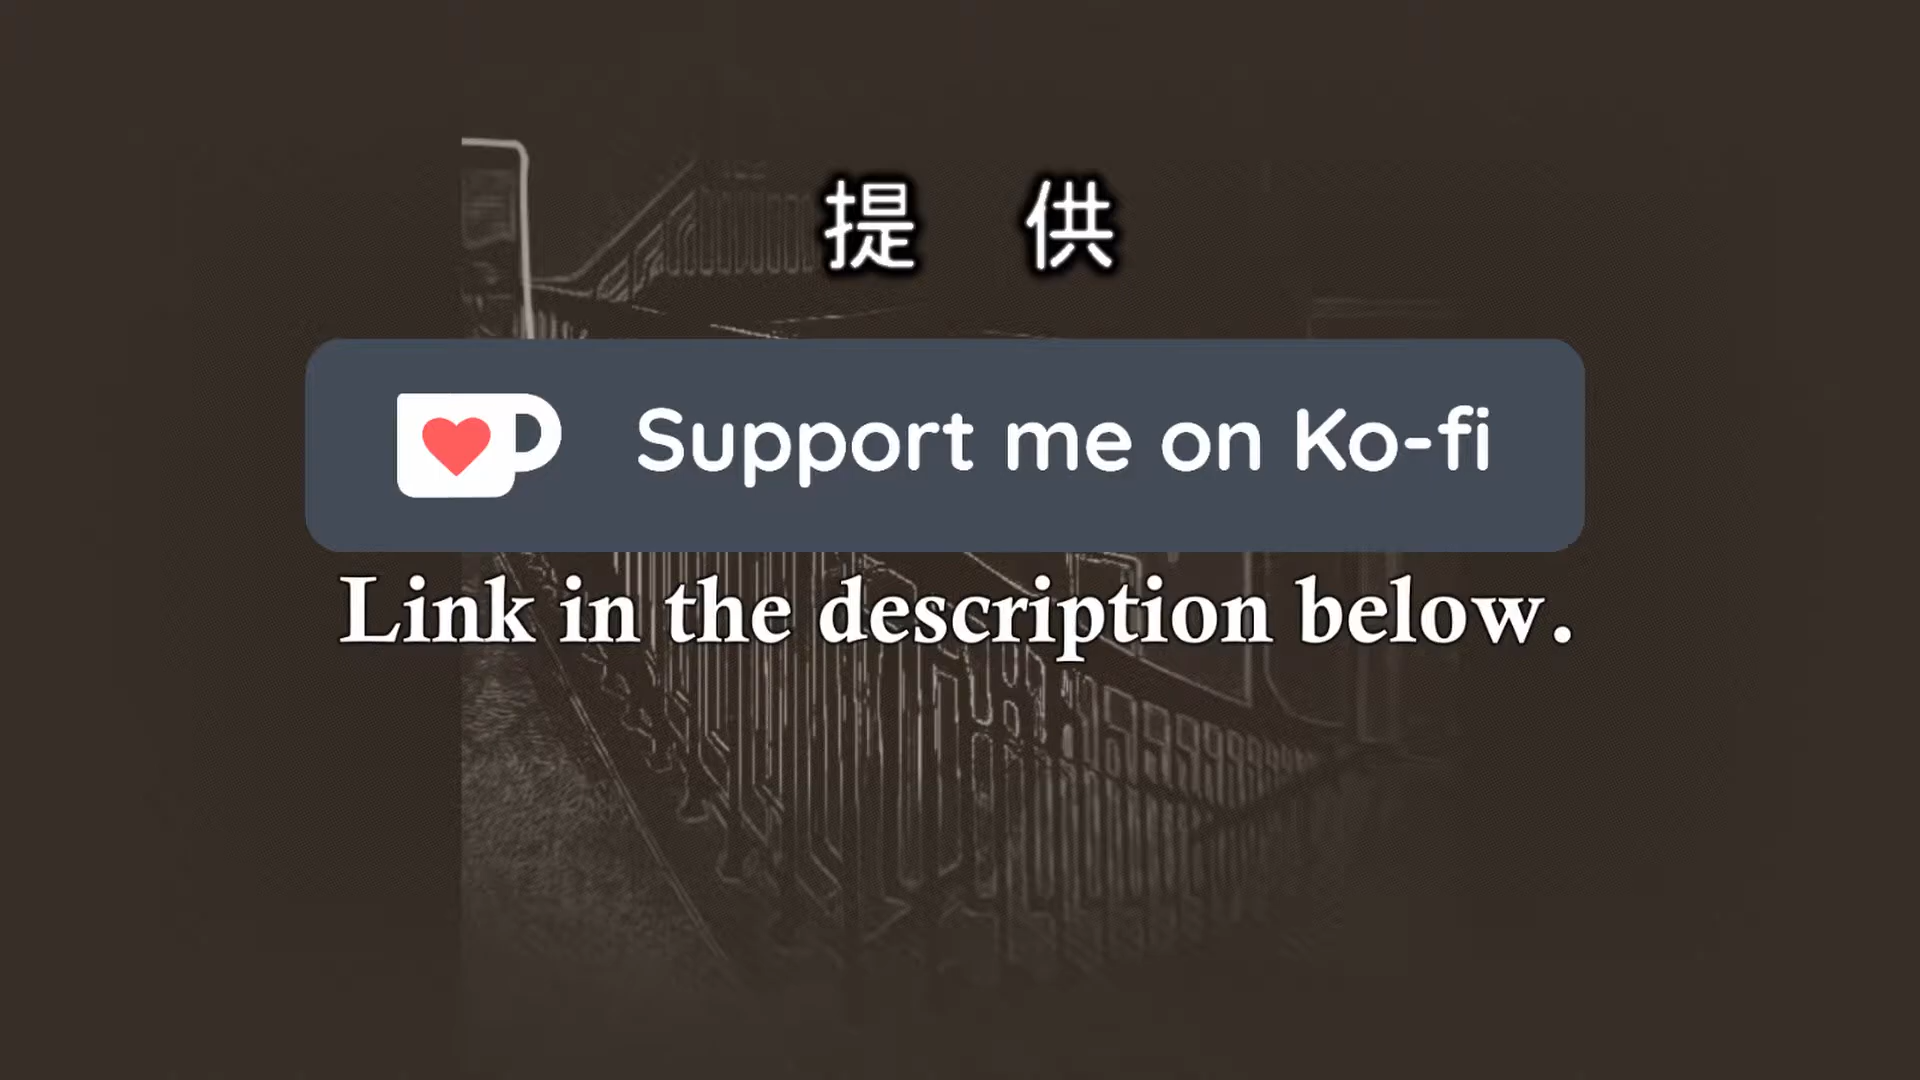 提 供
Support me on Ko-fi
Link in the description below.